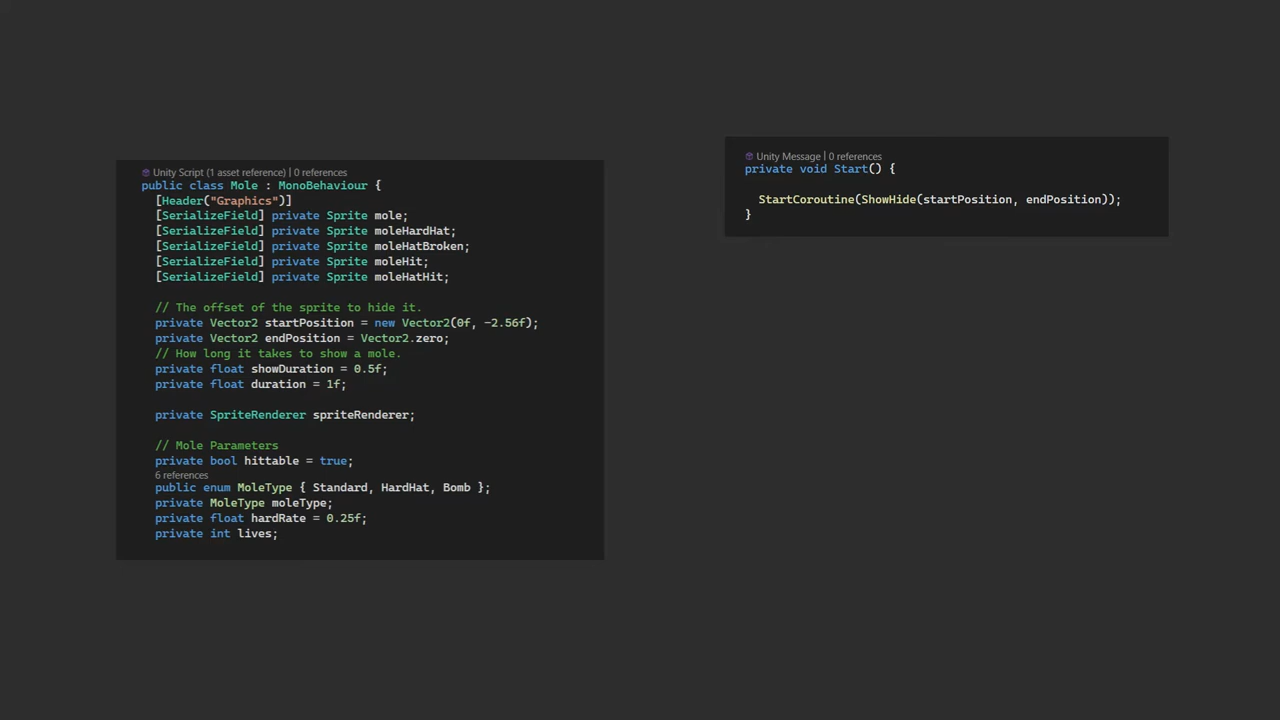 Unity Script (1 asset reference) | 0 references
public class Mole : MonoBehaviour {
[Header("Graphics")]
[SerializeField] private Sprite mole;
[SerializeField] private Sprite moleHardHat;
[SerializeField] private Sprite moleHatBroken;
[SerializeField] private Sprite moleHit;
[SerializeField] private Sprite moleHatHit;
// The offset of the sprite to hide it.
private Vector2 startPosition = new Vector2(0f, -2.56f);
private Vector2 endPosition = Vector2.zero;
// How long it takes to show a mole.
private float showDuration = 0.5f;
private float duration = 1f;
private SpriteRenderer spriteRenderer;
// Mole Parameters
private bool hittable = true;
6 references
public enum MoleType { Standard, HardHat, Bomb };
private MoleType moleType;
private float hardRate = 0.25f;
private int lives;
Unity Message | 0 references
private void Start() {
StartCoroutine(ShowHide(startPosition, endPosition));
}